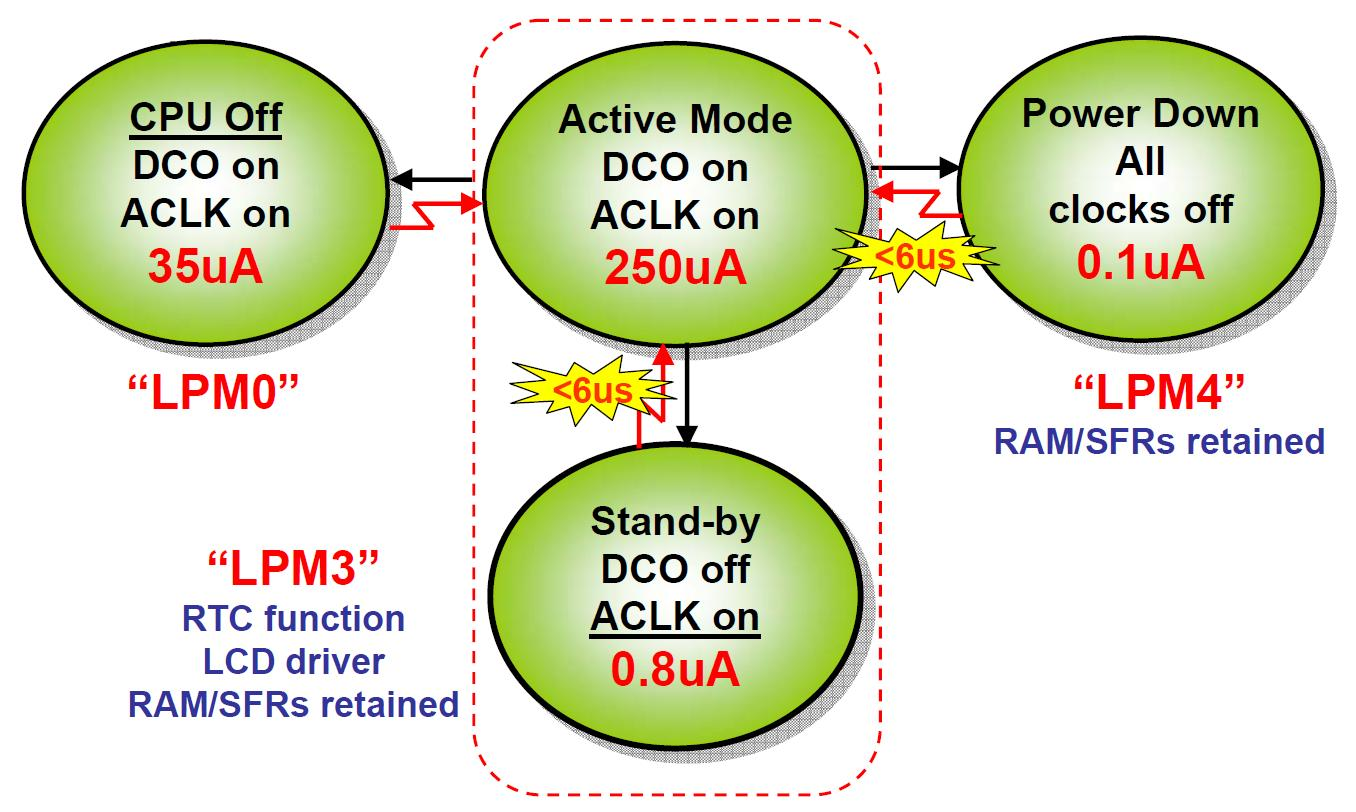 CPU Off
DCO on
ACLK on
35uA
“LPM0”
Active Mode
DCO on
ACLK on
250uA
<6us
Power Down
All
clocks off
0.1uA
“LPM4”
RAM/SFRs retained
<6us
“LPM3”
RTC function
LCD driver
RAM/SFRs retained
Stand-by
DCO off
ACLK on
0.8uA